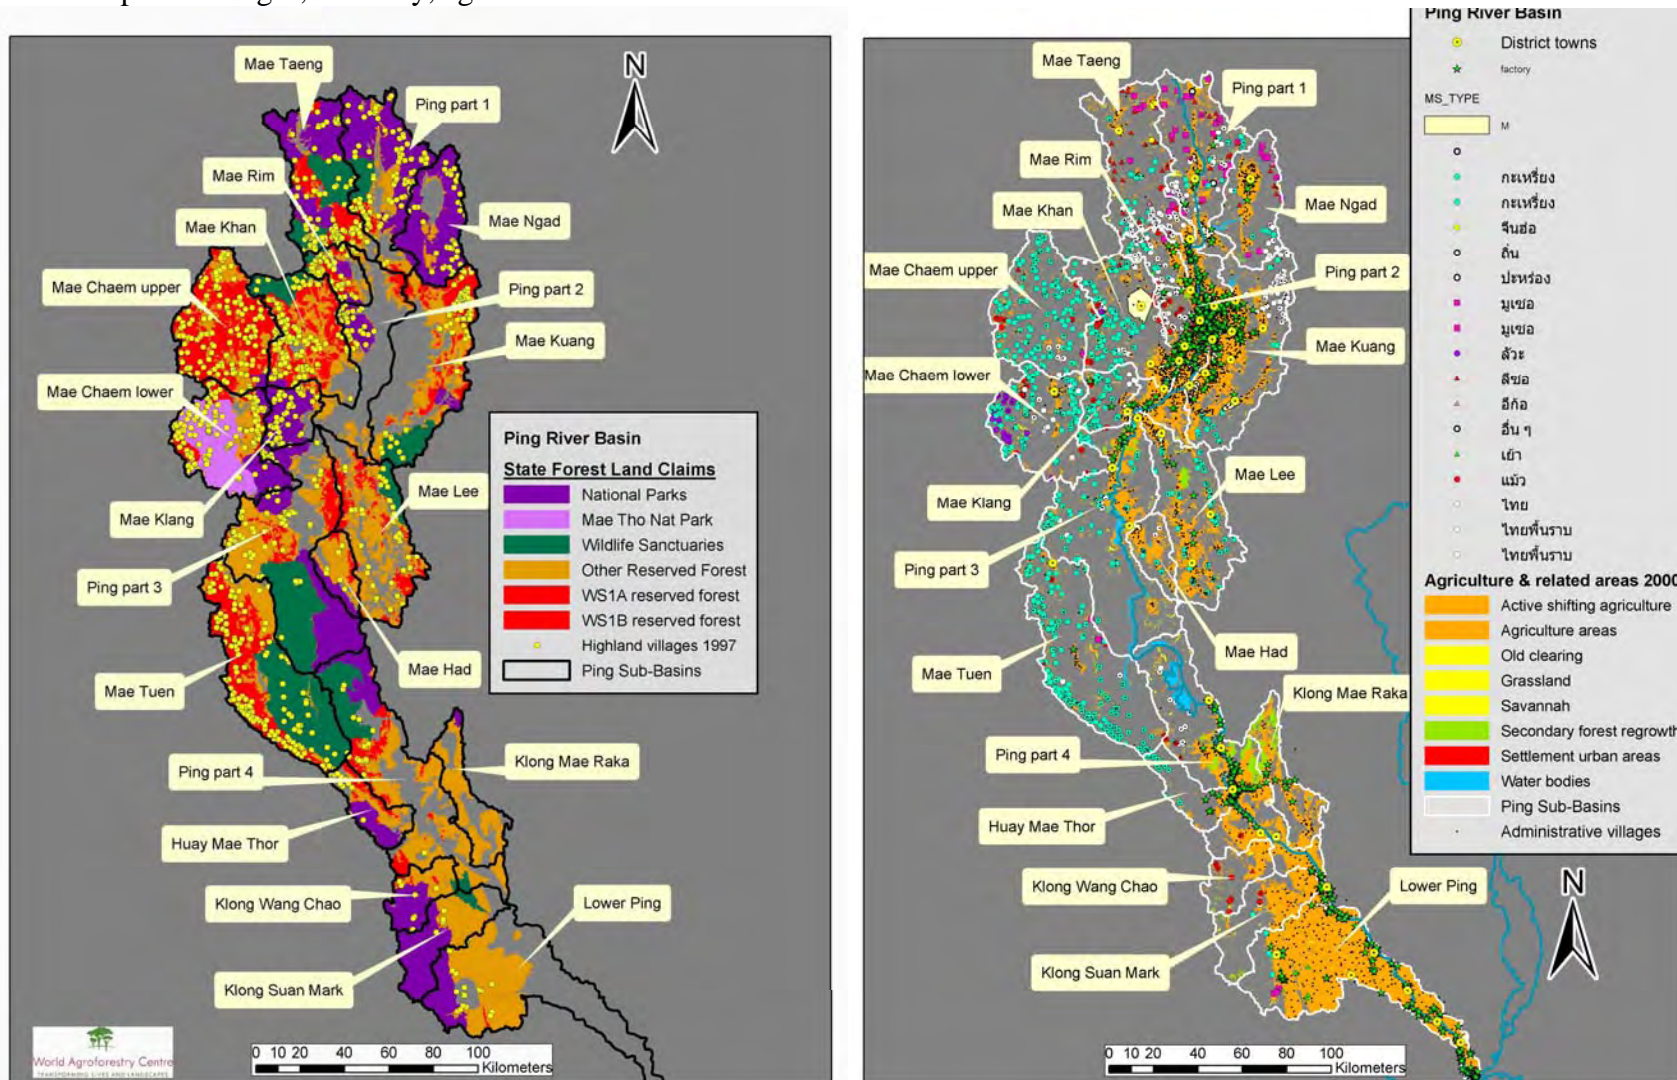 Mae Taeng
Ping part 1
Mae Rim
Mae Khan
Mae Ngad
Mae Chaem upper
Ping part 2
Mae Kuang
Mae Chaem lower
Mae Klang
Mae Lee
Ping part 3
Mae Had
Mae Tuen
Ping part 4
Klong Mae Raka
Huay Mae Thor
Klong Wang Chao
Lower Ping
Klong Suan Mark
N
Ping River Basin
State Forest Land Claims
National Parks
Mae Tho Nat Park
Wildlife Sanctuaries
Other Reserved Forest
WS1A reserved forest
WS1B reserved forest
Highland villages 1997
Ping Sub-Basins
World Agroforestry Centre
TRANSFORMING LIVES AND LANDSCAPES
0 10 20 40 60 80 100
Kilometers
Mae Taeng
Ping part 1
Mae Rim
Mae Khan
Mae Ngad
Mae Chaem upper
Ping part 2
Mae Kuang
Mae Chaem lower
Mae Klang
Mae Lee
Ping part 3
Mae Had
Mae Tuen
Klong Mae Raka
Ping part 4
Huay Mae Thor
Klong Wang Chao
Lower Ping
Klong Suan Mark
Ping River Basin
District towns
factory
MS_TYPE
M
กะเหรี่ยง
กะเหรี่ยง
จีนฮ่อ
ถิ่น
ปะหร่อง
มูเซอ
มูเซอ
ลัวะ
ลีซอ
อีก้อ
อื่น ๆ
เย้า
แม้ว
ไทย
ไทยพื้นราบ
ไทยพื้นราบ
Agriculture & related areas 2000
Active shifting agriculture
Agriculture areas
Old clearing
Grassland
Savannah
Secondary forest regrowth
Settlement urban areas
Water bodies
Ping Sub-Basins
Administrative villages
N
0 10 20 40 60 80 100
Kilometers